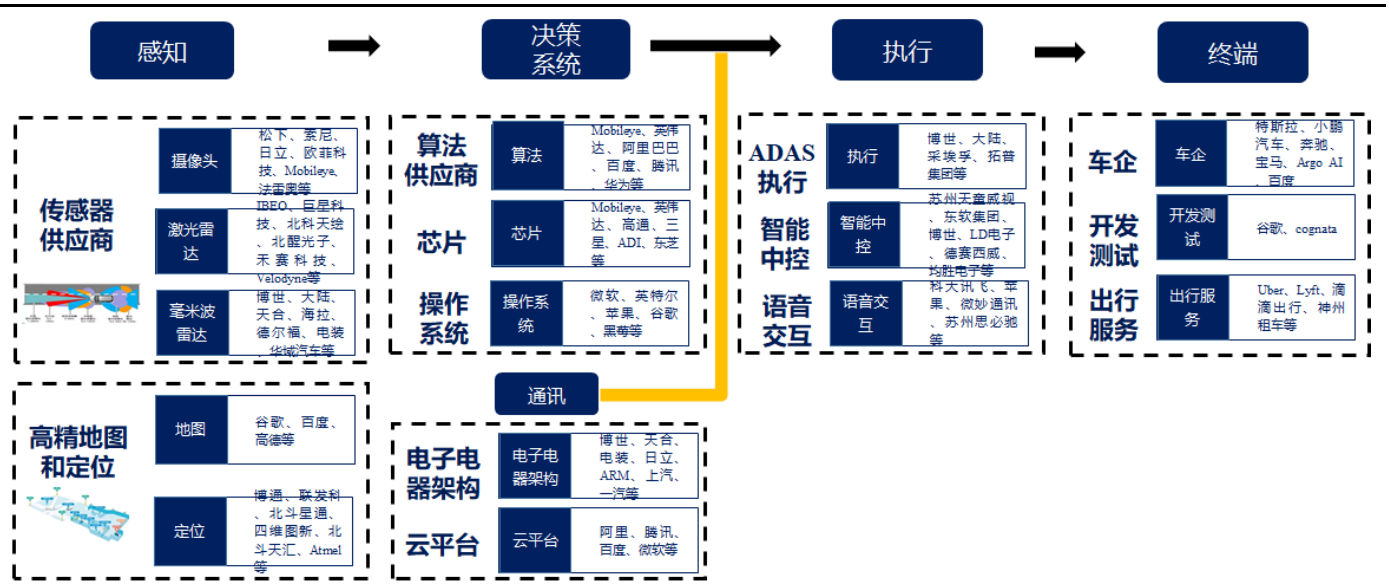 感知
决策
系统
执行
终端
传感器
供应商
摄像头
松下、索尼、
日立、欧菲科
技、Mobileye、
法雷奥等
激光雷
达
IBEO、巨星科
技、北科天绘
、北醒光子、
禾赛科技、
Velodyne等
毫米波
雷达
博世、大陆、
天合、海拉、
德尔福、电装
、华域汽车等
高精地图
和定位
地图
谷歌、百度、
高德等
定位
博通、联发科
、北斗星通、
四维图新、北
斗天汇、Atmel
等
算法
供应商
算法
Mobileye、英伟
达、阿里巴巴
、百度、腾讯
、华为等
芯片
芯片
Mobileye、英伟
达、高通、三
星、ADI、东芝
等
操作
系统
操作系
统
微软、英特尔
、苹果、谷歌
、黑莓等
通讯
电子电
器架构
电子电
器架构
博世、天合、
电装、日立、
ARM、上汽、
一汽等
云平台
云平台
阿里、腾讯、
百度、微软等
ADAS
执行
执行
博世、大陆、
采埃孚、拓普
集团等
智能
中控
智能中
控
苏州天童威视
、东软集团、
博世、LD电子
、德赛西威、
均胜电子等
语音
交互
语音交
互
科大讯飞、苹
果、微妙通讯
、苏州思必驰
等
车企
车企
特斯拉、小鹏
汽车、奔驰、
宝马、Argo AI
、百度
开发
测试
开发测
试
谷歌、cognata
出行
服务
出行服
务
Uber、Lyft、滴
滴出行、神州
租车等